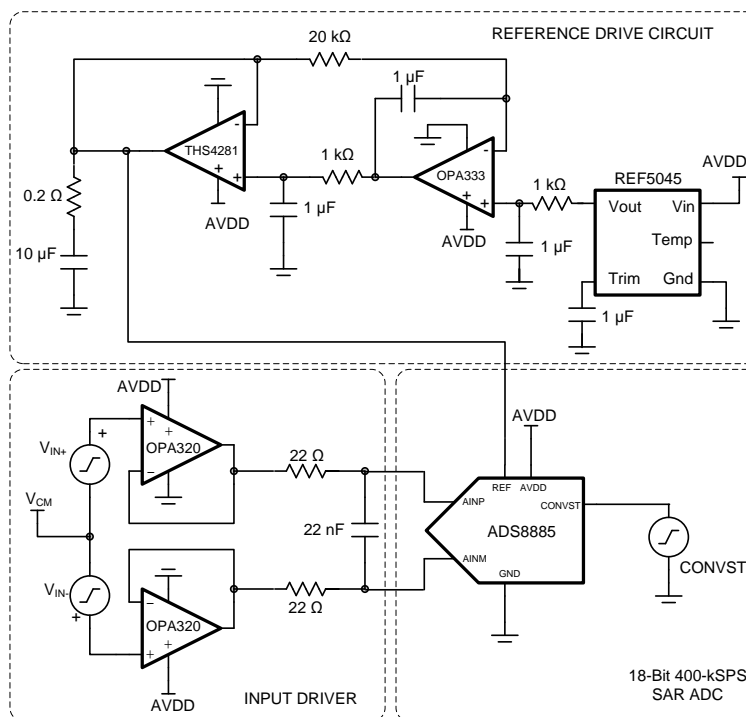 REFERENCE DRIVE CIRCUIT
20 kΩ
1 µF
THS4281
-
+
+
AVDD
1 kΩ
1 µF
OPA333
-
+
+
AVDD
1 kΩ
1 µF
REF5045
AVDD
Vout
Vin
Temp
Trim
Gnd
1 µF
0.2 Ω
10 µF
AVDD
VIN+
+
+
+
−
OPA320
VCM
22 Ω
22 nF
22 Ω
VIN-
+
−
+
+
OPA320
AVDD
INPUT DRIVER
AVDD
REF
AVDD
AINP
CONVST
ADS8885
AINM
GND
CONVST
18-Bit 400-kSPS
SAR ADC